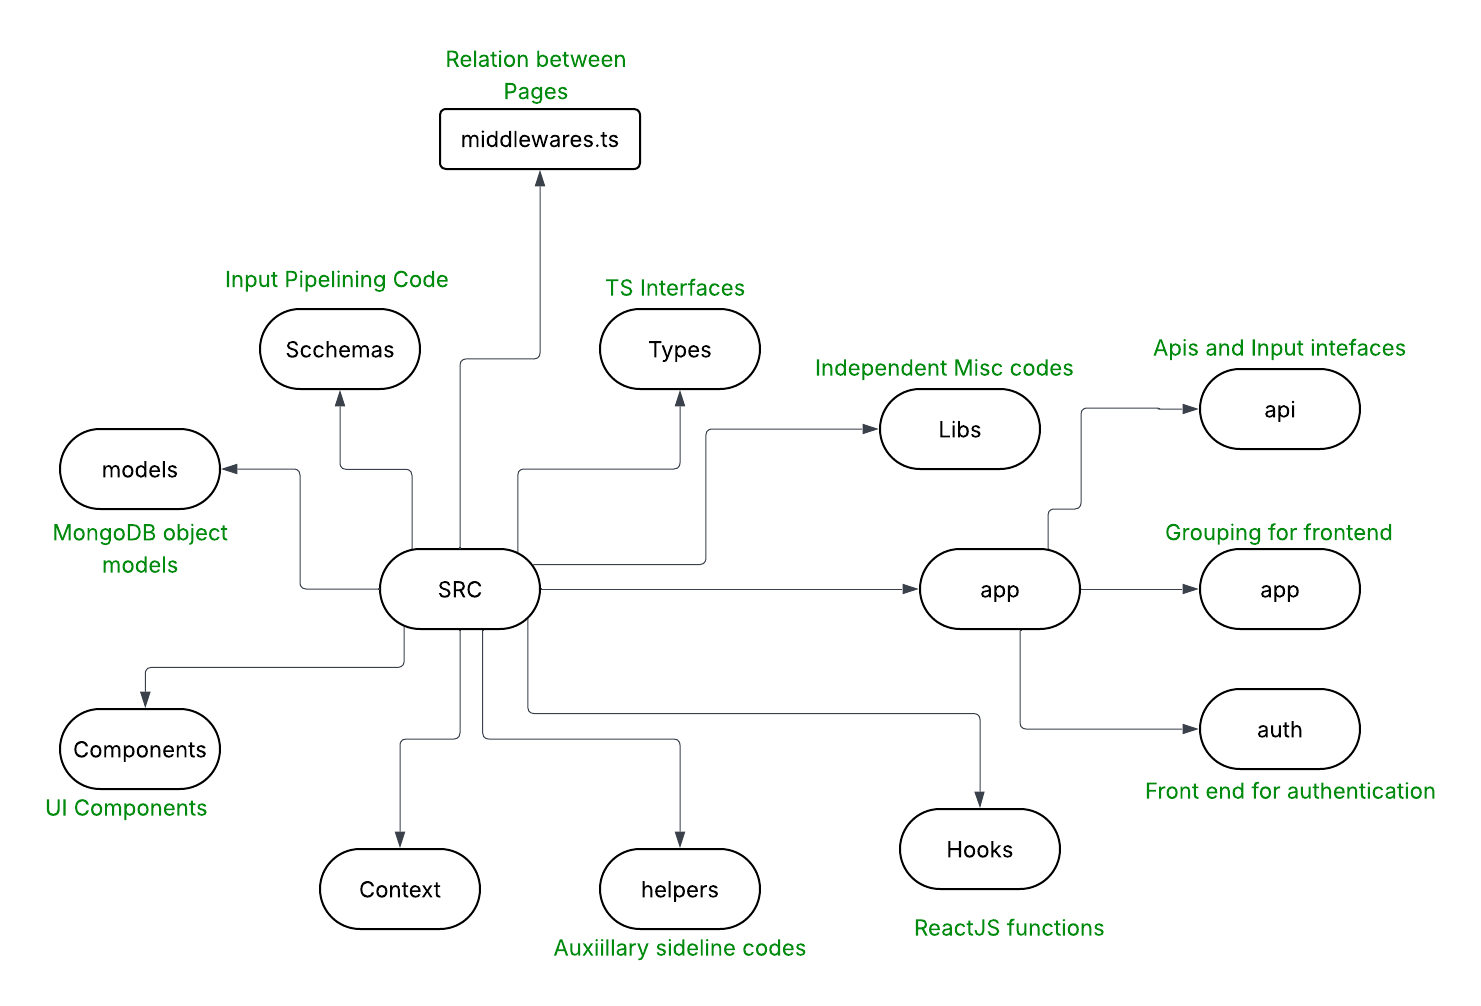 Relation between
Pages
middlewares.ts
Input Pipelining Code
Scchemas
TS Interfaces
Types
Independent Misc codes
Libs
Apis and Input intefaces
api
models
MongoDB object
models
SRC
app
Grouping for frontend
app
auth
Front end for authentication
Components
UI Components
Context
helpers
Auxiillary sideline codes
Hooks
ReactJS functions